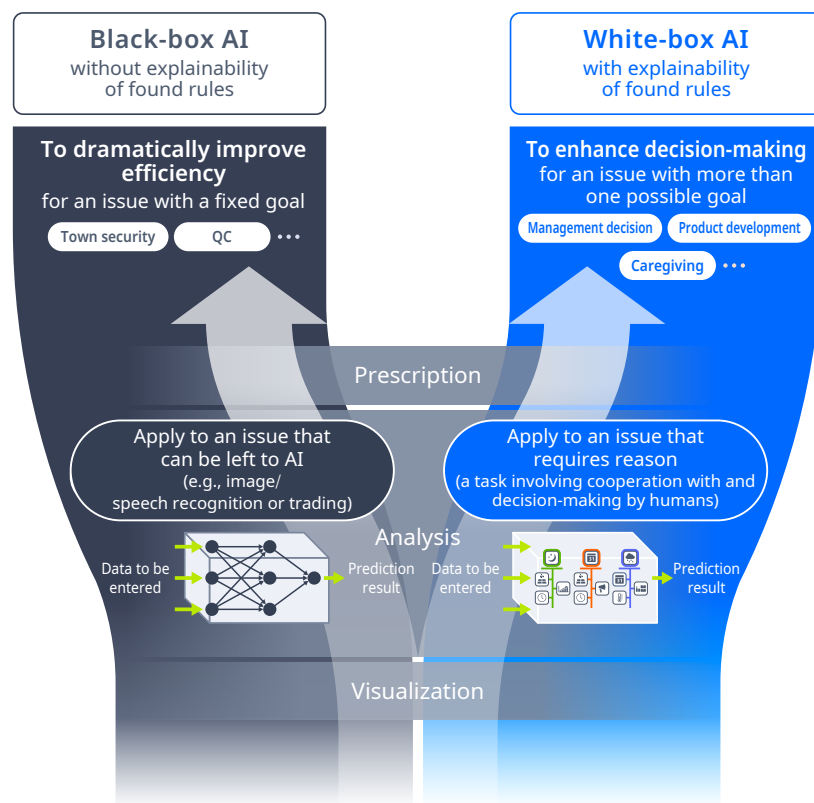 Black-box AI
without explainability
of found rules
White-box AI
with explainability
of found rules
To dramatically improve
efficiency
for an issue with a fixed goal
Town security
QC
•••
To enhance decision-making
for an issue with more than
one possible goal
Management decision
Product development
Caregiving
•••
Prescription
Apply to an issue that
can be left to AI
(e.g., image/
speech recognition or trading)
Apply to an issue that
requires reason
(a task involving cooperation with and
decision-making by humans)
Analysis
Data to be
entered
Prediction
result
Data to be
entered
31
31
Prediction
result
Visualization